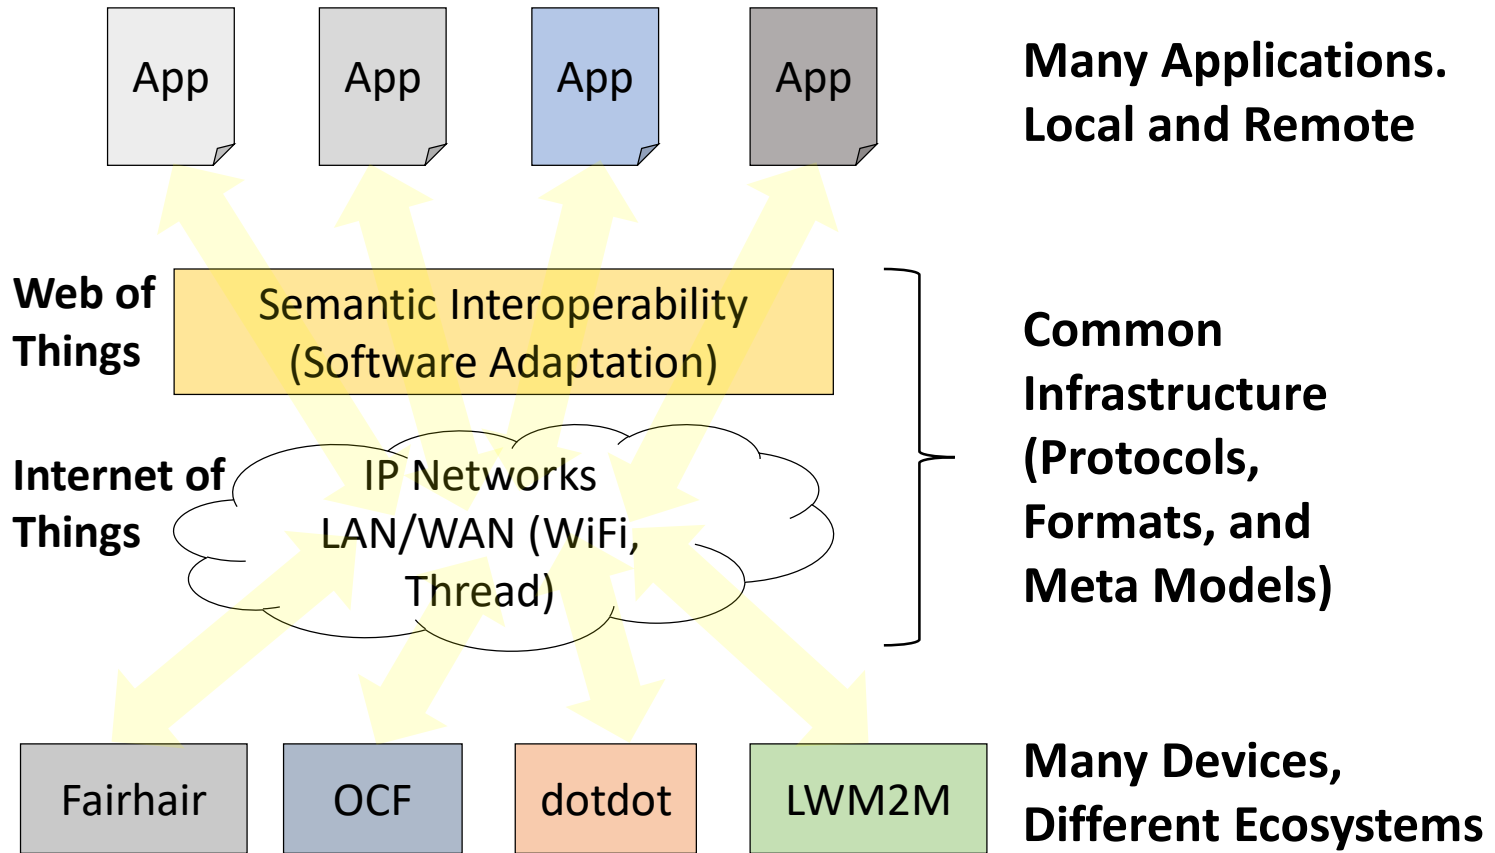 App
App
App
App
Many Applications.
Local and Remote
Web of
Things
Semantic Interoperability
(Software Adaptation)
Common
Infrastructure
(Protocols,
Formats, and
Meta Models)
Internet of
Things
IP Networks
LAN/WAN (WiFi,
Thread)
Fairhair
OCF
dotdot
LWM2M
Many Devices,
Different Ecosystems